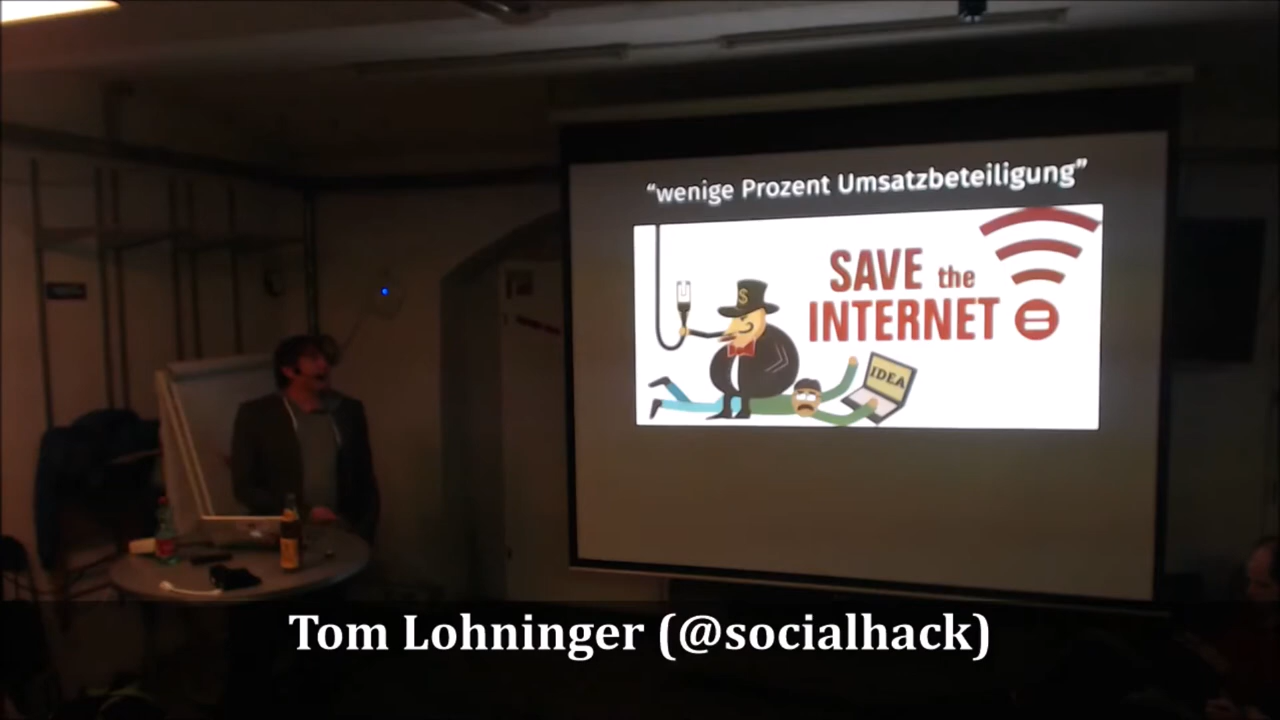 “wenige Prozent Umsatzbeteiligung”
SAVE the
INTERNET
$
IDEA
Tom Lohninger (@socialhack)